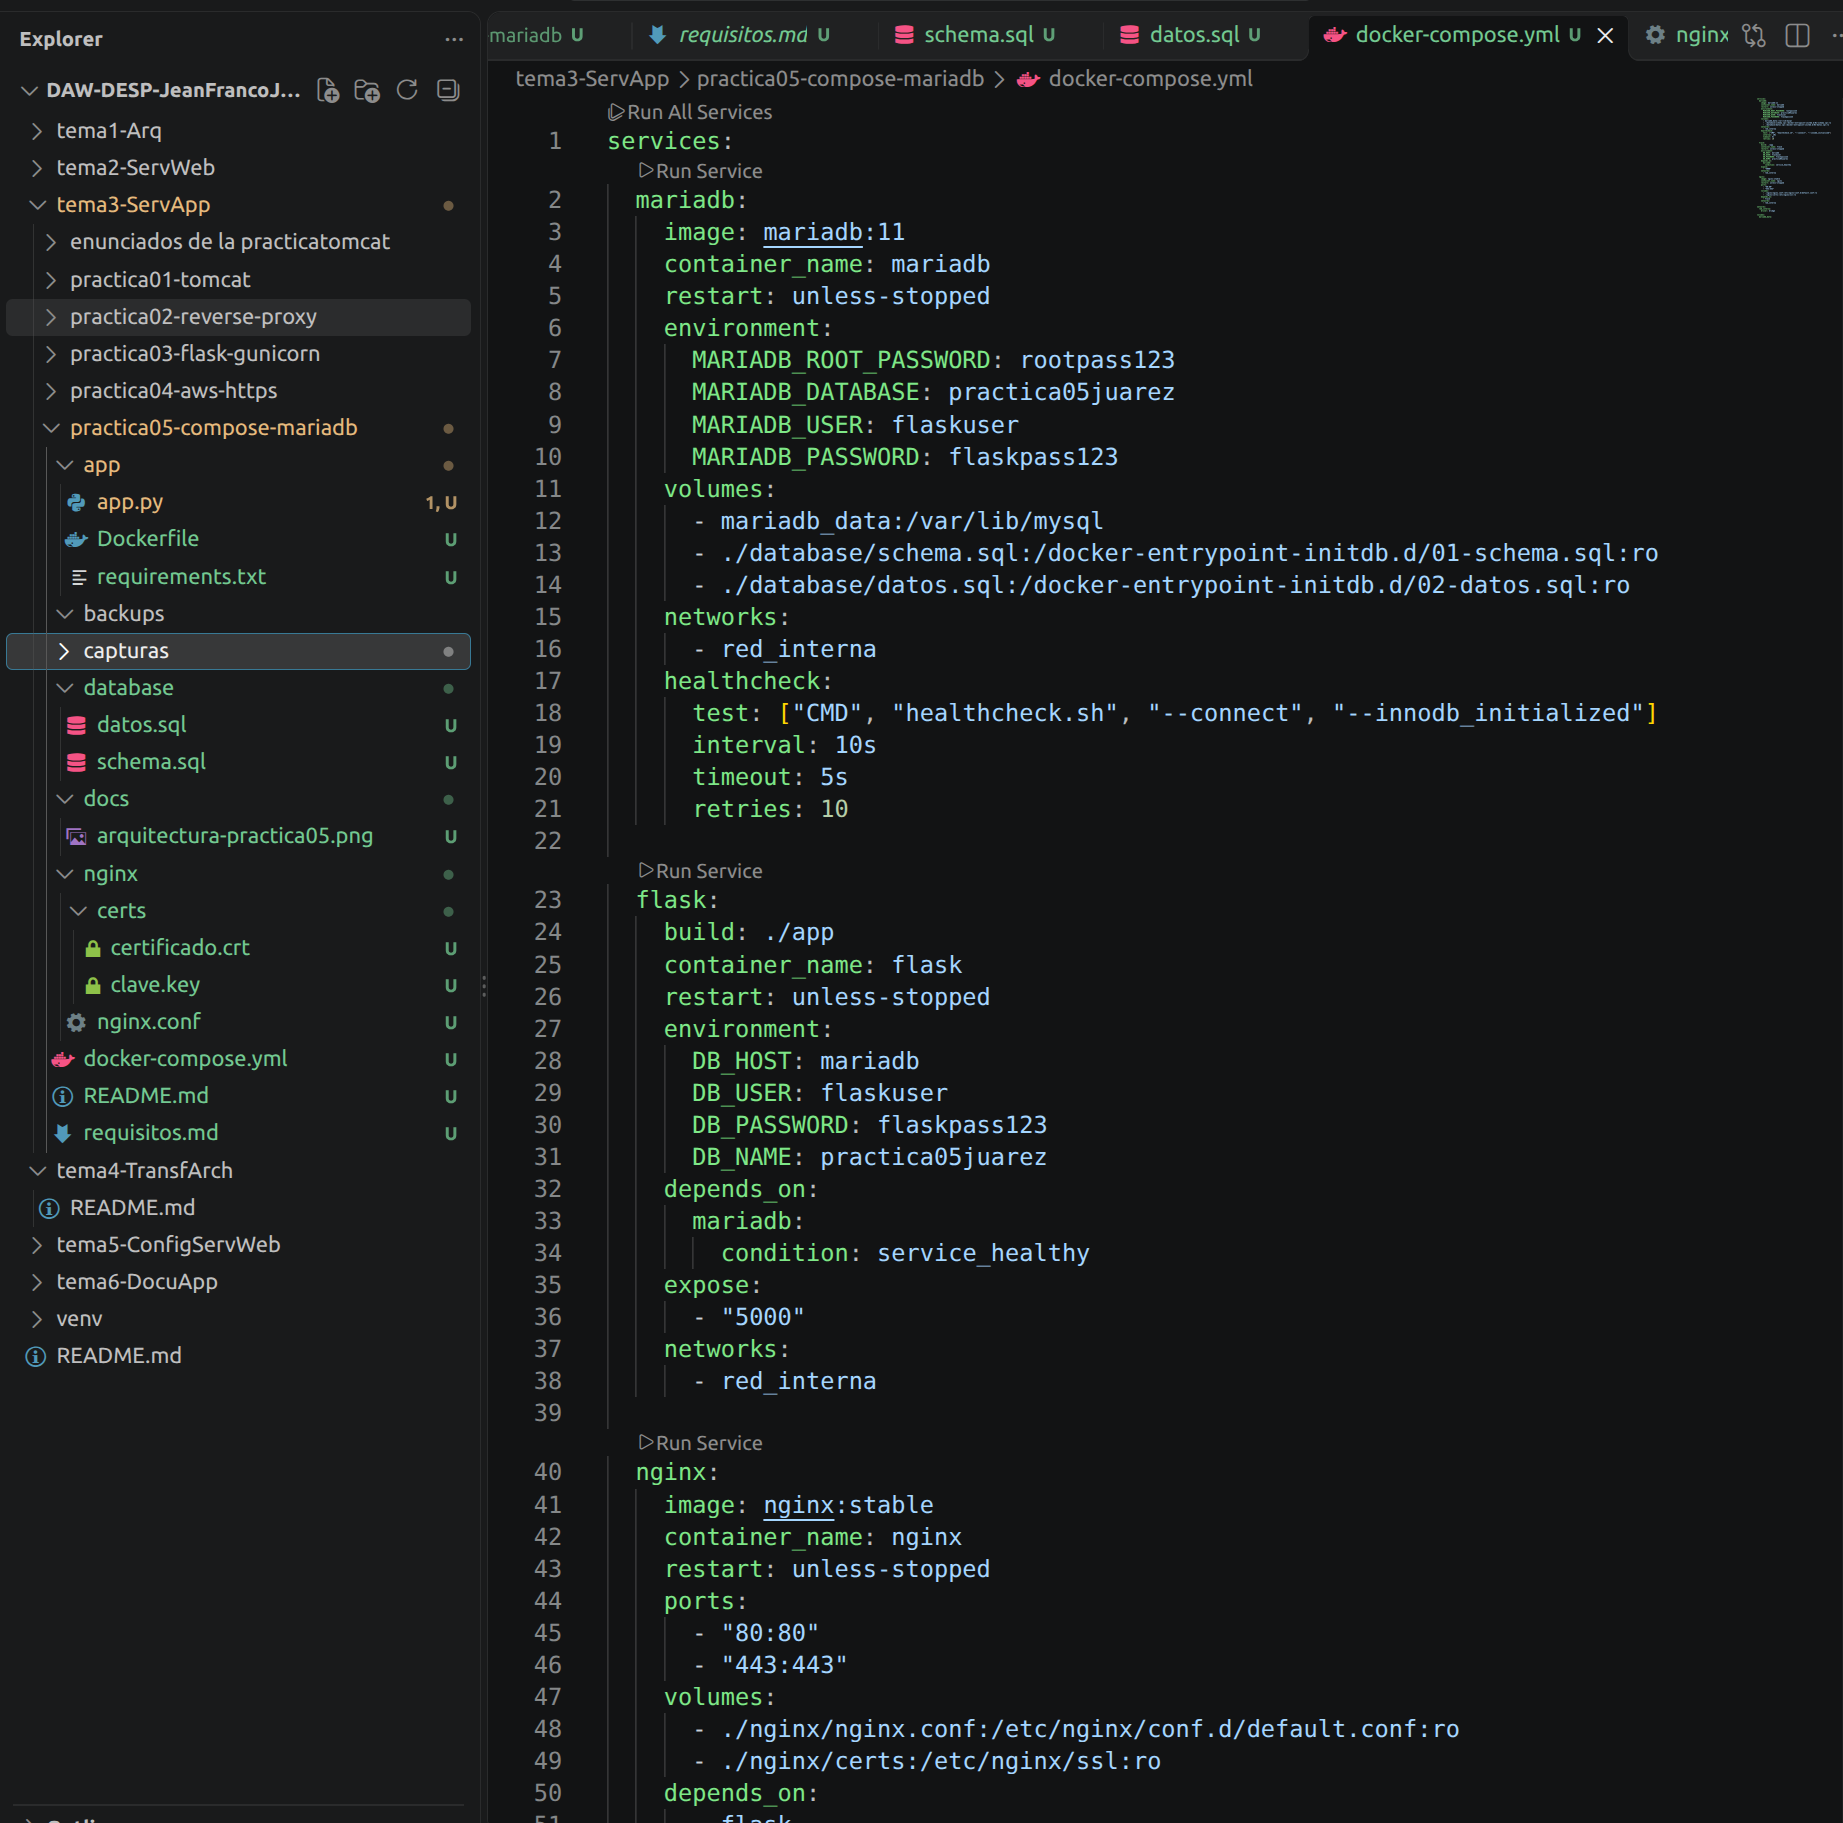 Explorer
DAW-DESP-JeanFrancoJ...
tema1-Arq
tema2-ServWeb
tema3-ServApp
enunciados de la practicatomcat
practica01-tomcat
practica02-reverse-proxy
practica03-flask-gunicorn
practica04-aws-https
practica05-compose-mariadb
app
app.py 1, U
Dockerfile U
requirements.txt U
backups
capturas
database
datos.sql U
schema.sql U
docs
arquitectura-practica05.png U
nginx
certs
certificado.crt U
clave.key U
nginx.conf U
docker-compose.yml U
README.md U
requisitos.md U
tema4-TransfArch
README.md
tema5-ConfigServWeb
tema6-DocuApp
venv
README.md
-mariadb U requisitos.md U schema.sql U datos.sql U docker-compose.yml U nginx
tema3-ServApp > practica05-compose-mariadb > docker-compose.yml
Run All Services
1 services:
Run Service
2 mariadb:
3 image: mariadb:11
4 container_name: mariadb
5 restart: unless-stopped
6 environment:
7 MARIADB_ROOT_PASSWORD: rootpass123
8 MARIADB_DATABASE: practica05juarez
9 MARIADB_USER: flaskuser
10 MARIADB_PASSWORD: flaskpass123
11 volumes:
12 - mariadb_data:/var/lib/mysql
13 - ./database/schema.sql:/docker-entrypoint-initdb.d/01-schema.sql:ro
14 - ./database/datos.sql:/docker-entrypoint-initdb.d/02-datos.sql:ro
15 networks:
16 - red_interna
17 healthcheck:
18 test: ["CMD", "healthcheck.sh", "--connect", "--innodb_initialized"]
19 interval: 10s
20 timeout: 5s
21 retries: 10
22
Run Service
23 flask:
24 build: ./app
25 container_name: flask
26 restart: unless-stopped
27 environment:
28 DB_HOST: mariadb
29 DB_USER: flaskuser
30 DB_PASSWORD: flaskpass123
31 DB_NAME: practica05juarez
32 depends_on:
33 mariadb:
34 condition: service_healthy
35 expose:
36 - "5000"
37 networks:
38 - red_interna
39
Run Service
40 nginx:
41 image: nginx:stable
42 container_name: nginx
43 restart: unless-stopped
44 ports:
45 - "80:80"
46 - "443:443"
47 volumes:
48 - ./nginx/nginx.conf:/etc/nginx/conf.d/default.conf:ro
49 - ./nginx/certs:/etc/nginx/ssl:ro
50 depends_on:
51 flask